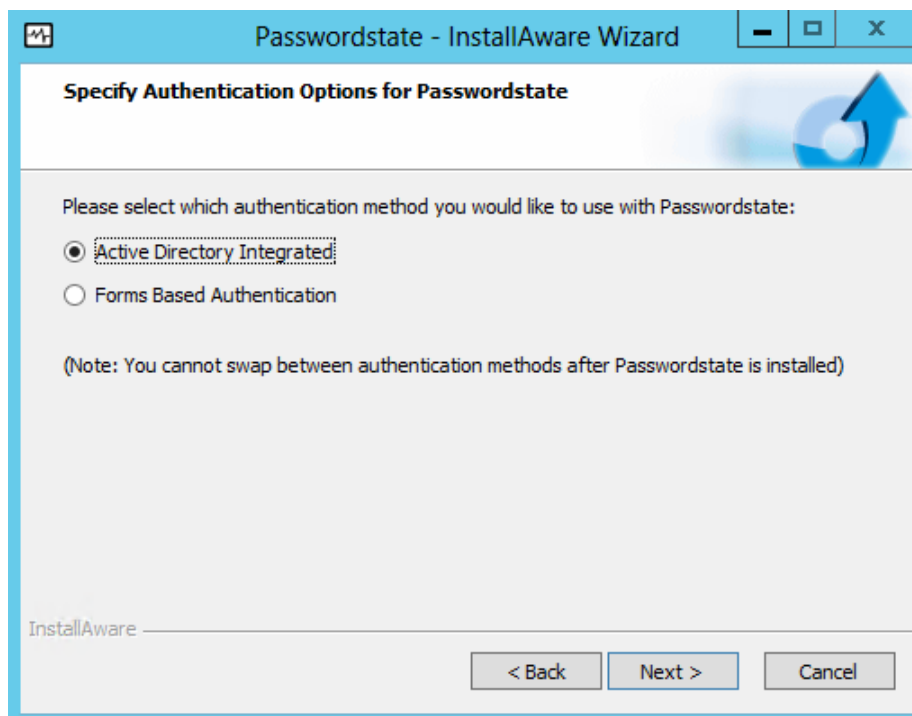 Passwordstate - InstallAware Wizard
Specify Authentication Options for Passwordstate
Please select which authentication method you would like to use with Passwordstate:
Active Directory Integrated
Forms Based Authentication
(Note: You cannot swap between authentication methods after Passwordstate is installed)
InstallAware
< Back Next > Cancel